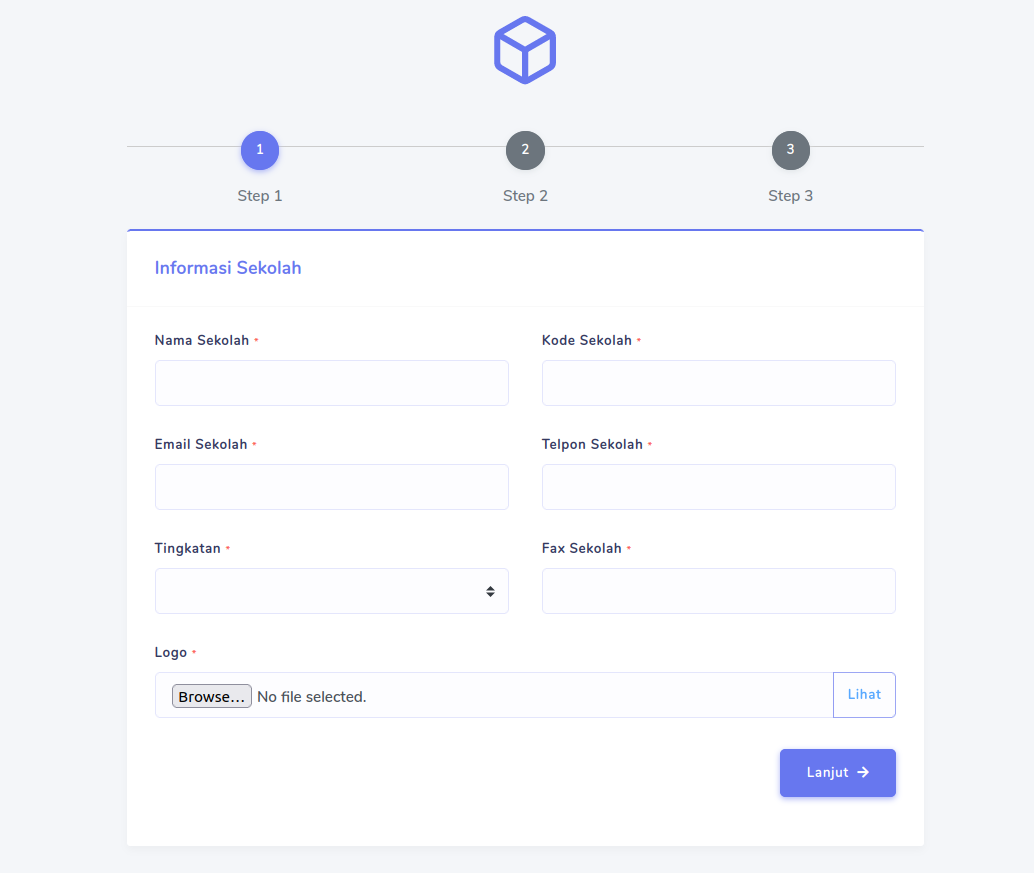 1 2 3
Step 1 Step 2 Step 3
Informasi Sekolah
Nama Sekolah * Kode Sekolah *
Email Sekolah * Telpon Sekolah *
Tingkatan * Fax Sekolah *
Logo *
Browse... No file selected. Lihat
Lanjut →